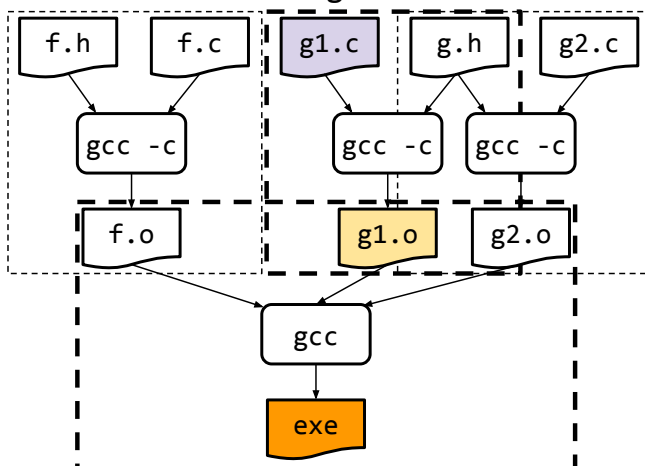 f.h f.c g1.c g.h g2.c
gcc -c gcc -c gcc -c
f.o g1.o g2.o
gcc
exe